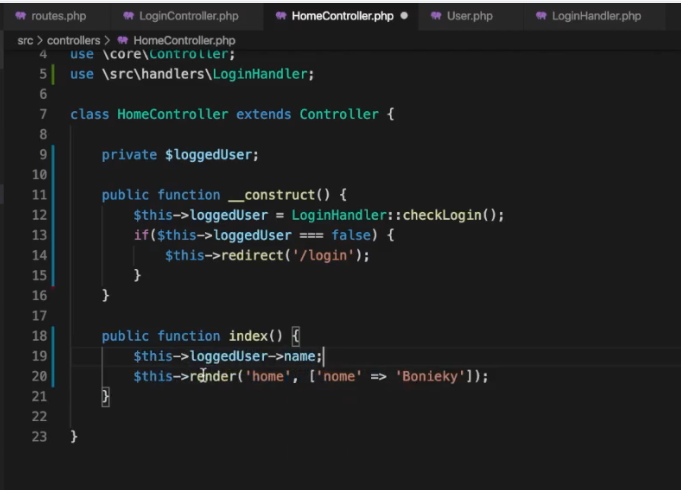 routes.php LoginController.php HomeController.php User.php LoginHandler.php
src > controllers > HomeController.php
4 use \core\Controller;
5 use \src\handlers\LoginHandler;
6
7 class HomeController extends Controller {
8
9 private $loggedUser;
10
11 public function __construct() {
12 $this->loggedUser = LoginHandler::checkLogin();
13 if($this->loggedUser === false) {
14 $this->redirect('/login');
15 }
16 }
17
18 public function index() {
19 $this->loggedUser->name;
20 $this->render('home', ['nome' => 'Bonieky']);
21 }
22
23 }